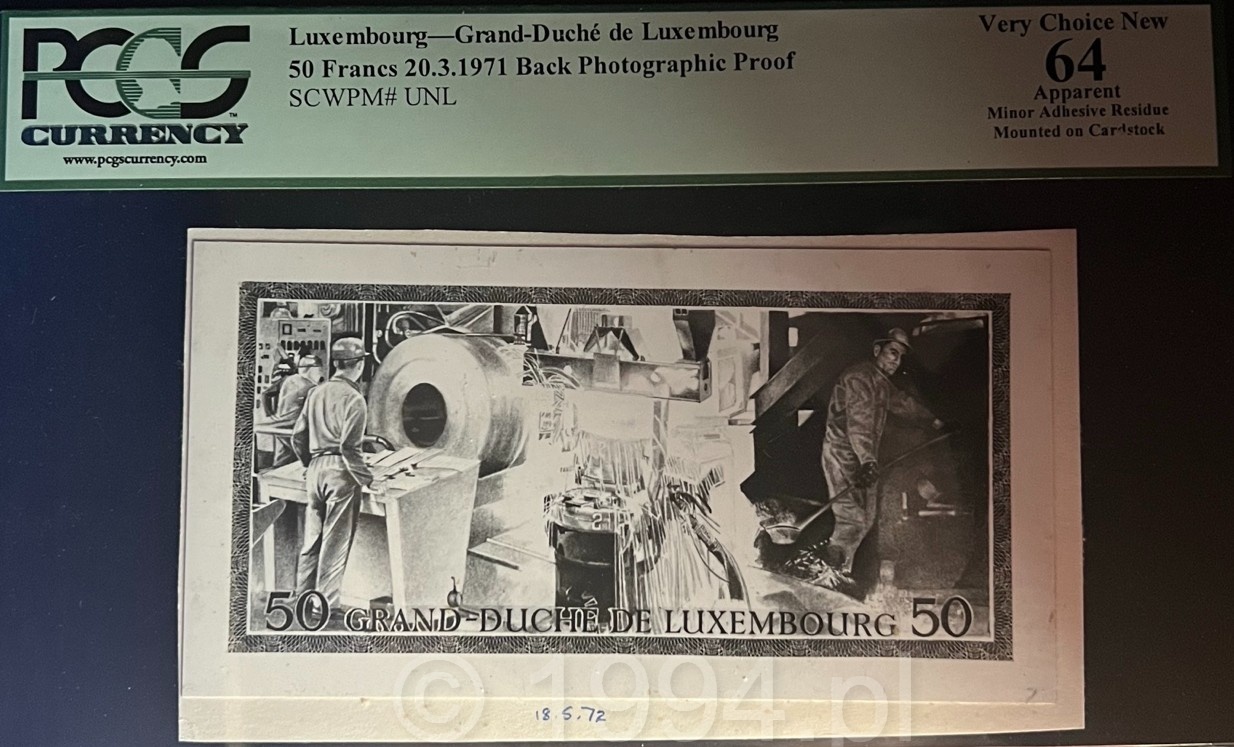 PCGS
CURRENCY
™
www.pcgscurrency.com
Luxembourg—Grand-Duché de Luxembourg
50 Francs 20.3.1971 Back Photographic Proof
SCWPM# UNL
Very Choice New
64
Apparent
Minor Adhesive Residue
Mounted on Cardstock
50 GRAND-DUCHÉ DE LUXEMBOURG 50
© 1994.pl
18.5.72